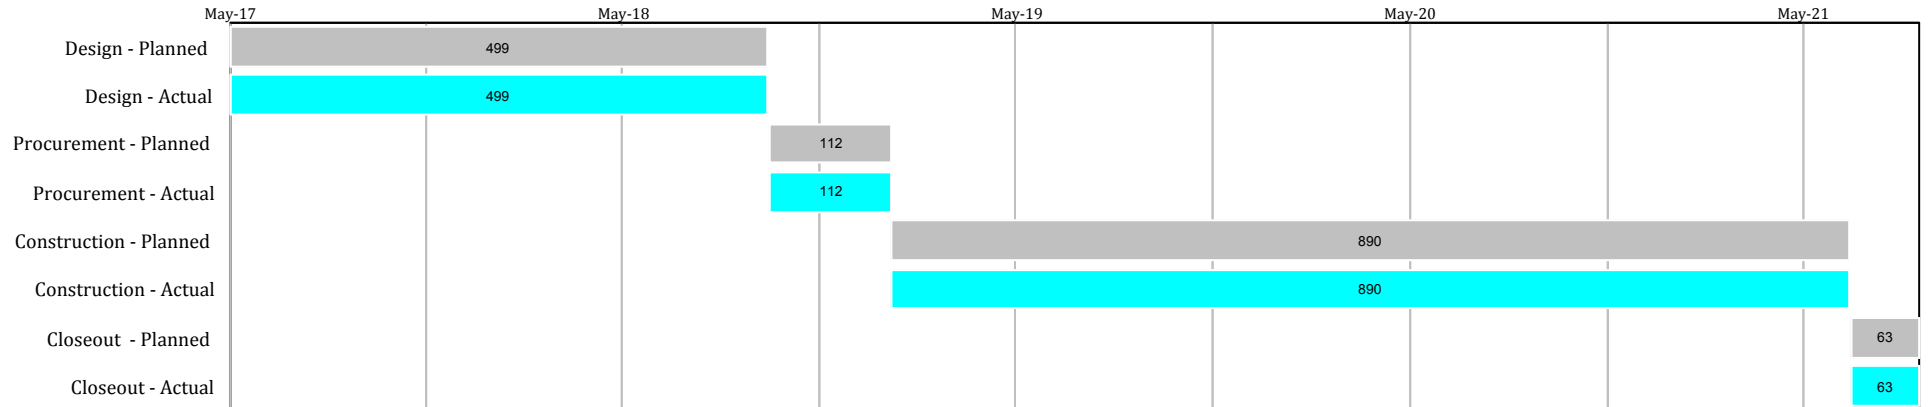 May-17 May-18 May-19 May-20 May-21
Design - Planned 499
Design - Actual 499
Procurement - Planned 112
Procurement - Actual 112
Construction - Planned 890
Construction - Actual 890
Closeout  - Planned 63
Closeout - Actual 63